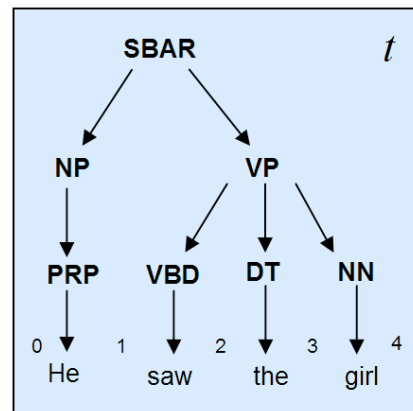 SBAR t
NP VP
PRP VBD DT NN
0 1 2 3 4
He saw the girl